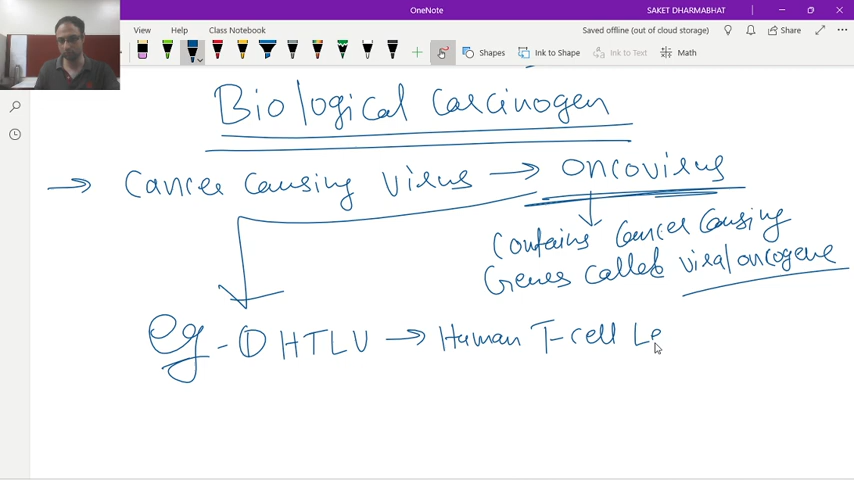 OneNote
SAKET DHARMABHAT
Home View Help Class Notebook
Saved offline (out of cloud storage) Share
Shapes Ink to Shape Ink to Text Math
Biological Carcinogen
→ Cancer Causing Virus → Oncovirus
Contains Cancer Causing
Genes called viral oncogene
eg - ① HTLV → Human T-cell Le